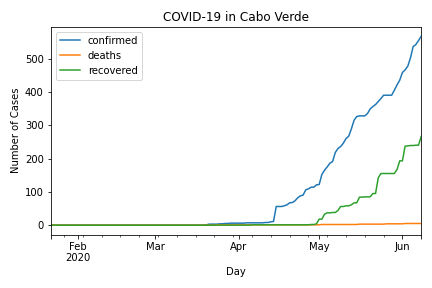 COVID-19 in Cabo Verde
confirmed
deaths
recovered
Number of Cases
500
400
300
200
100
0
Feb
2020
Mar
Apr
May
Jun
Day